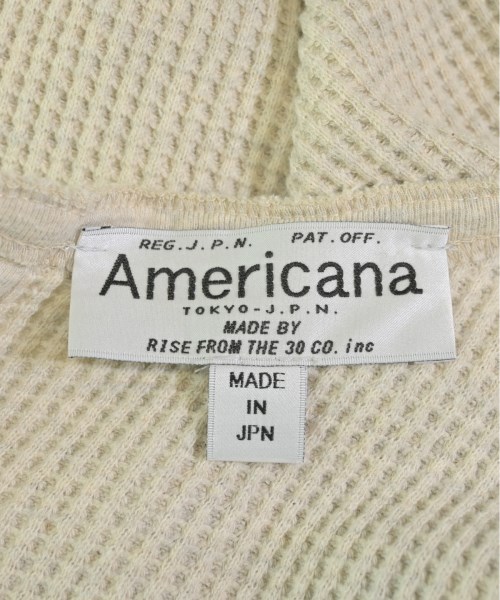 REG.J.P.N. PAT.OFF.
Americana
TOKYO-J.P.N.
MADE BY
RISE FROM THE 30 CO. inc
MADE
IN
JPN